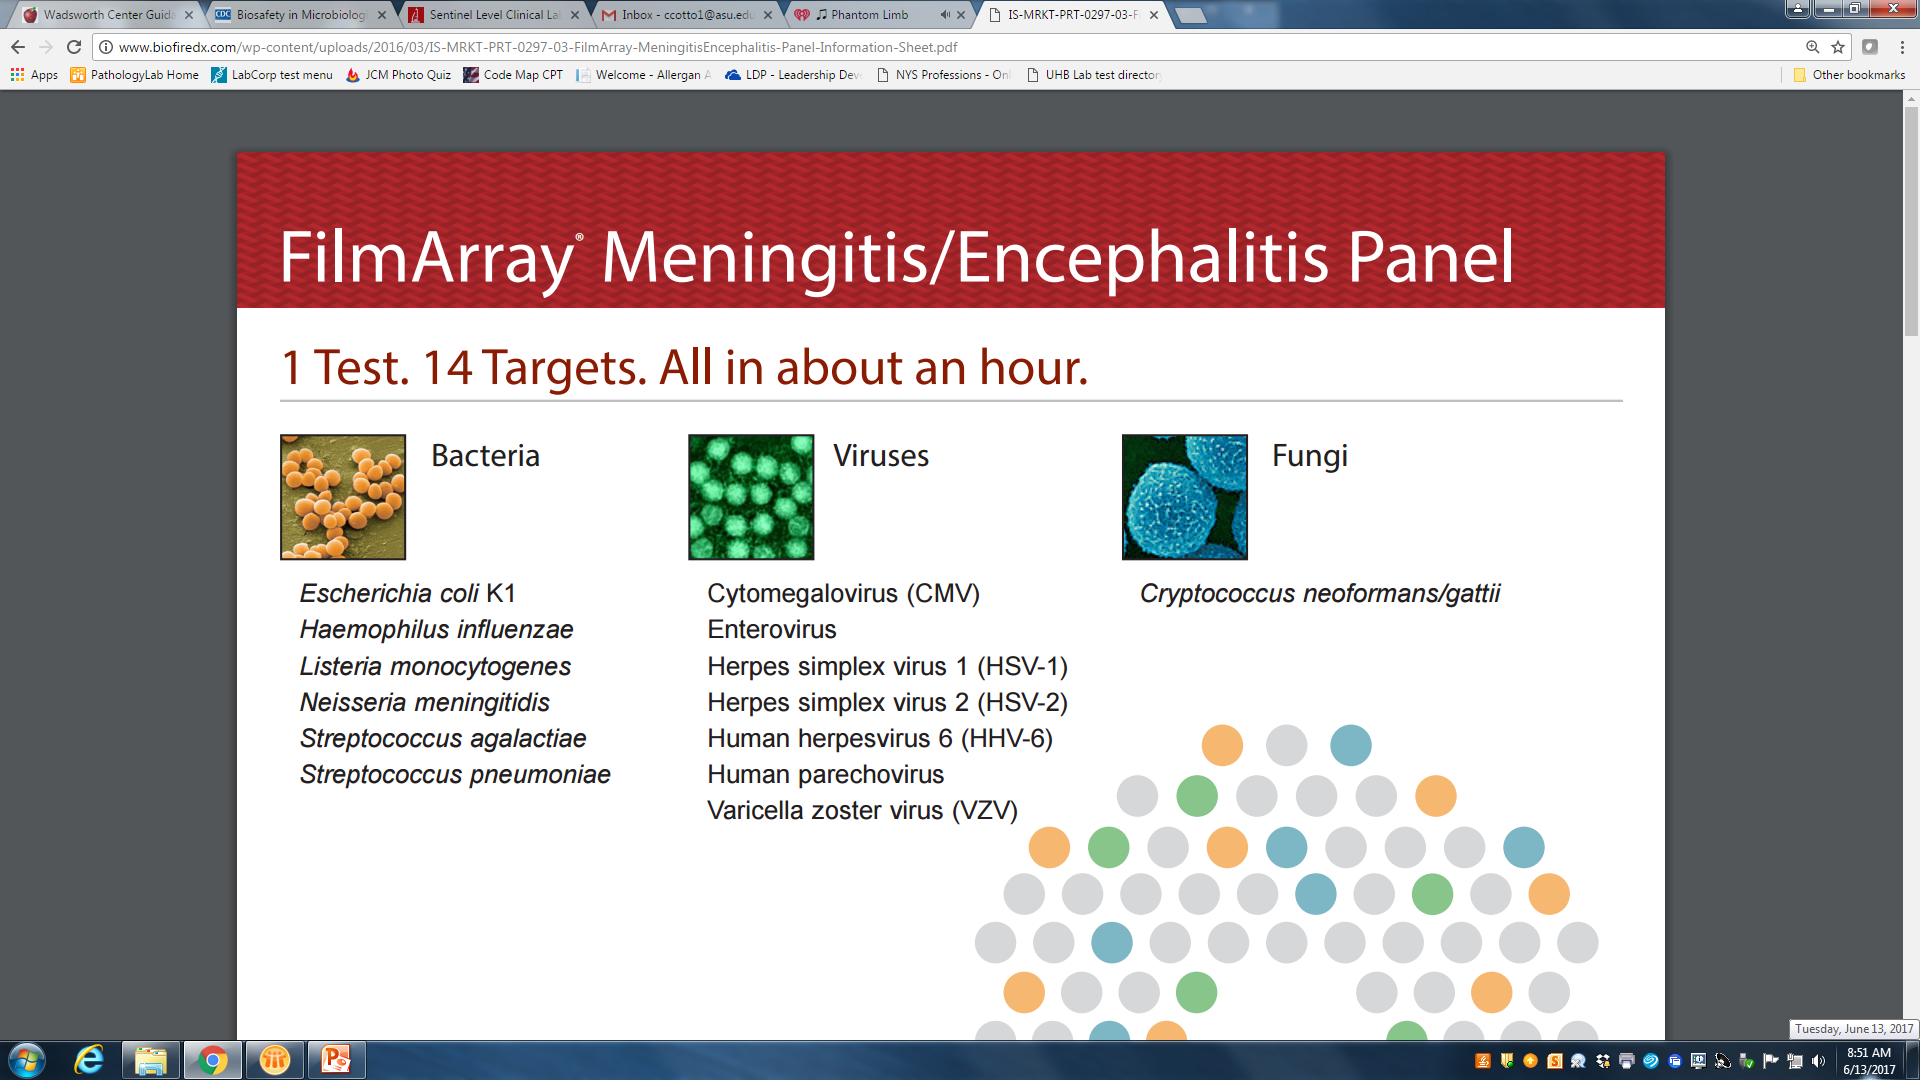 Wadsworth Center Guida
Biosafety in Microbiologi
Sentinel Level Clinical La
Inbox - ccotto1@asu.edu
Phantom Limb
IS-MRKT-PRT-0297-03-F
www.biofiredx.com/wp-content/uploads/2016/03/IS-MRKT-PRT-0297-03-FilmArray-MeningitisEncephalitis-Panel-Information-Sheet.pdf
Apps
PathologyLab Home
LabCorp test menu
JCM Photo Quiz
Code Map CPT
Welcome - Allergan A
LDP - Leadership Deve
NYS Professions - Onl
UHB Lab test director
Other bookmarks
FilmArray® Meningitis/Encephalitis Panel
1 Test. 14 Targets. All in about an hour.
Bacteria
Escherichia coli K1
Haemophilus influenzae
Listeria monocytogenes
Neisseria meningitidis
Streptococcus agalactiae
Streptococcus pneumoniae
Viruses
Cytomegalovirus (CMV)
Enterovirus
Herpes simplex virus 1 (HSV-1)
Herpes simplex virus 2 (HSV-2)
Human herpesvirus 6 (HHV-6)
Human parechovirus
Varicella zoster virus (VZV)
Fungi
Cryptococcus neoformans/gattii
Tuesday, June 13, 2017
8:51 AM
6/13/2017